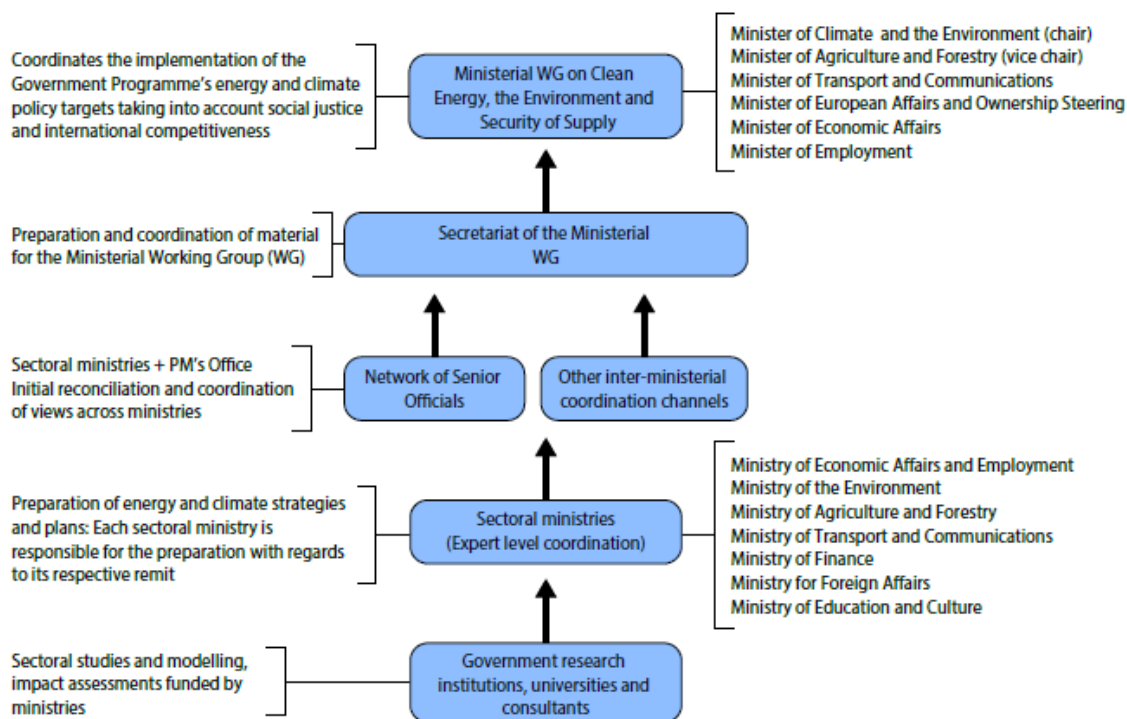 Coordinates the implementation of the
Government Programme's energy and climate
policy targets taking into account social justice
and international competitiveness
Ministerial WG on Clean
Energy, the Environment and
Security of Supply
Minister of Climate and the Environment (chair)
Minister of Agriculture and Forestry (vice chair)
Minister of Transport and Communications
Minister of European Affairs and Ownership Steering
Minister of Economic Affairs
Minister of Employment
Preparation and coordination of material
for the Ministerial Working Group (WG)
Secretariat of the Ministerial
WG
Sectoral ministries + PM's Office
Initial reconciliation and coordination
of views across ministries
Network of Senior
Officials
Other inter-ministerial
coordination channels
Preparation of energy and climate strategies
and plans: Each sectoral ministry is
responsible for the preparation with regards
to its respective remit
Sectoral ministries
(Expert level coordination)
Ministry of Economic Affairs and Employment
Ministry of the Environment
Ministry of Agriculture and Forestry
Ministry of Transport and Communications
Ministry of Finance
Ministry for Foreign Affairs
Ministry of Education and Culture
Sectoral studies and modelling,
impact assessments funded by
ministries
Government research
institutions, universities and
consultants